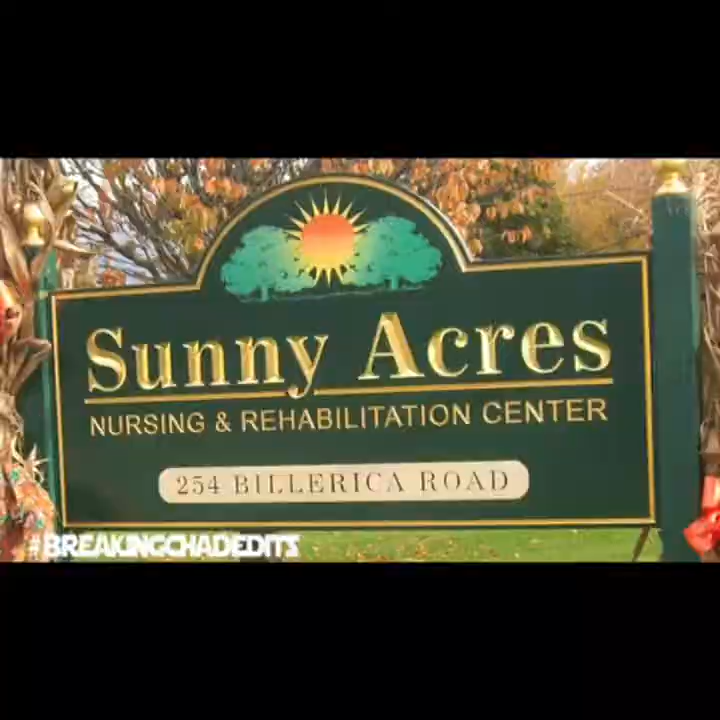 Sunny Acres
NURSING & REHABILITATION CENTER
254 BILLERICA ROAD
#BREAKINGCHADEDITS